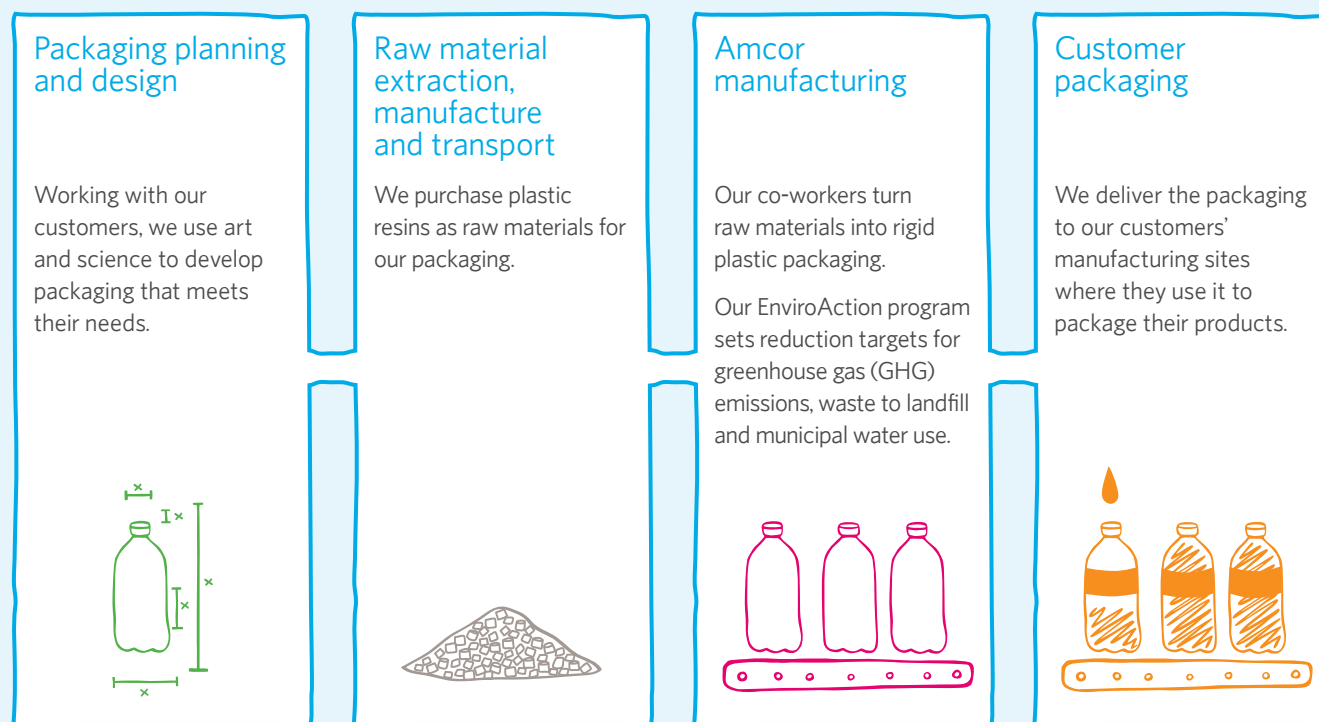 Packaging planning
and design
Working with our
customers, we use art
and science to develop
packaging that meets
their needs.
x
x
x
x
x
Raw material
extraction,
manufacture
and transport
We purchase plastic
resins as raw materials for
our packaging.
Amcor
manufacturing
Our co-workers turn
raw materials into rigid
plastic packaging.
Our EnviroAction program
sets reduction targets for
greenhouse gas (GHG)
emissions, waste to landfill
and municipal water use.
Customer
packaging
We deliver the packaging
to our customers’
manufacturing sites
where they use it to
package their products.